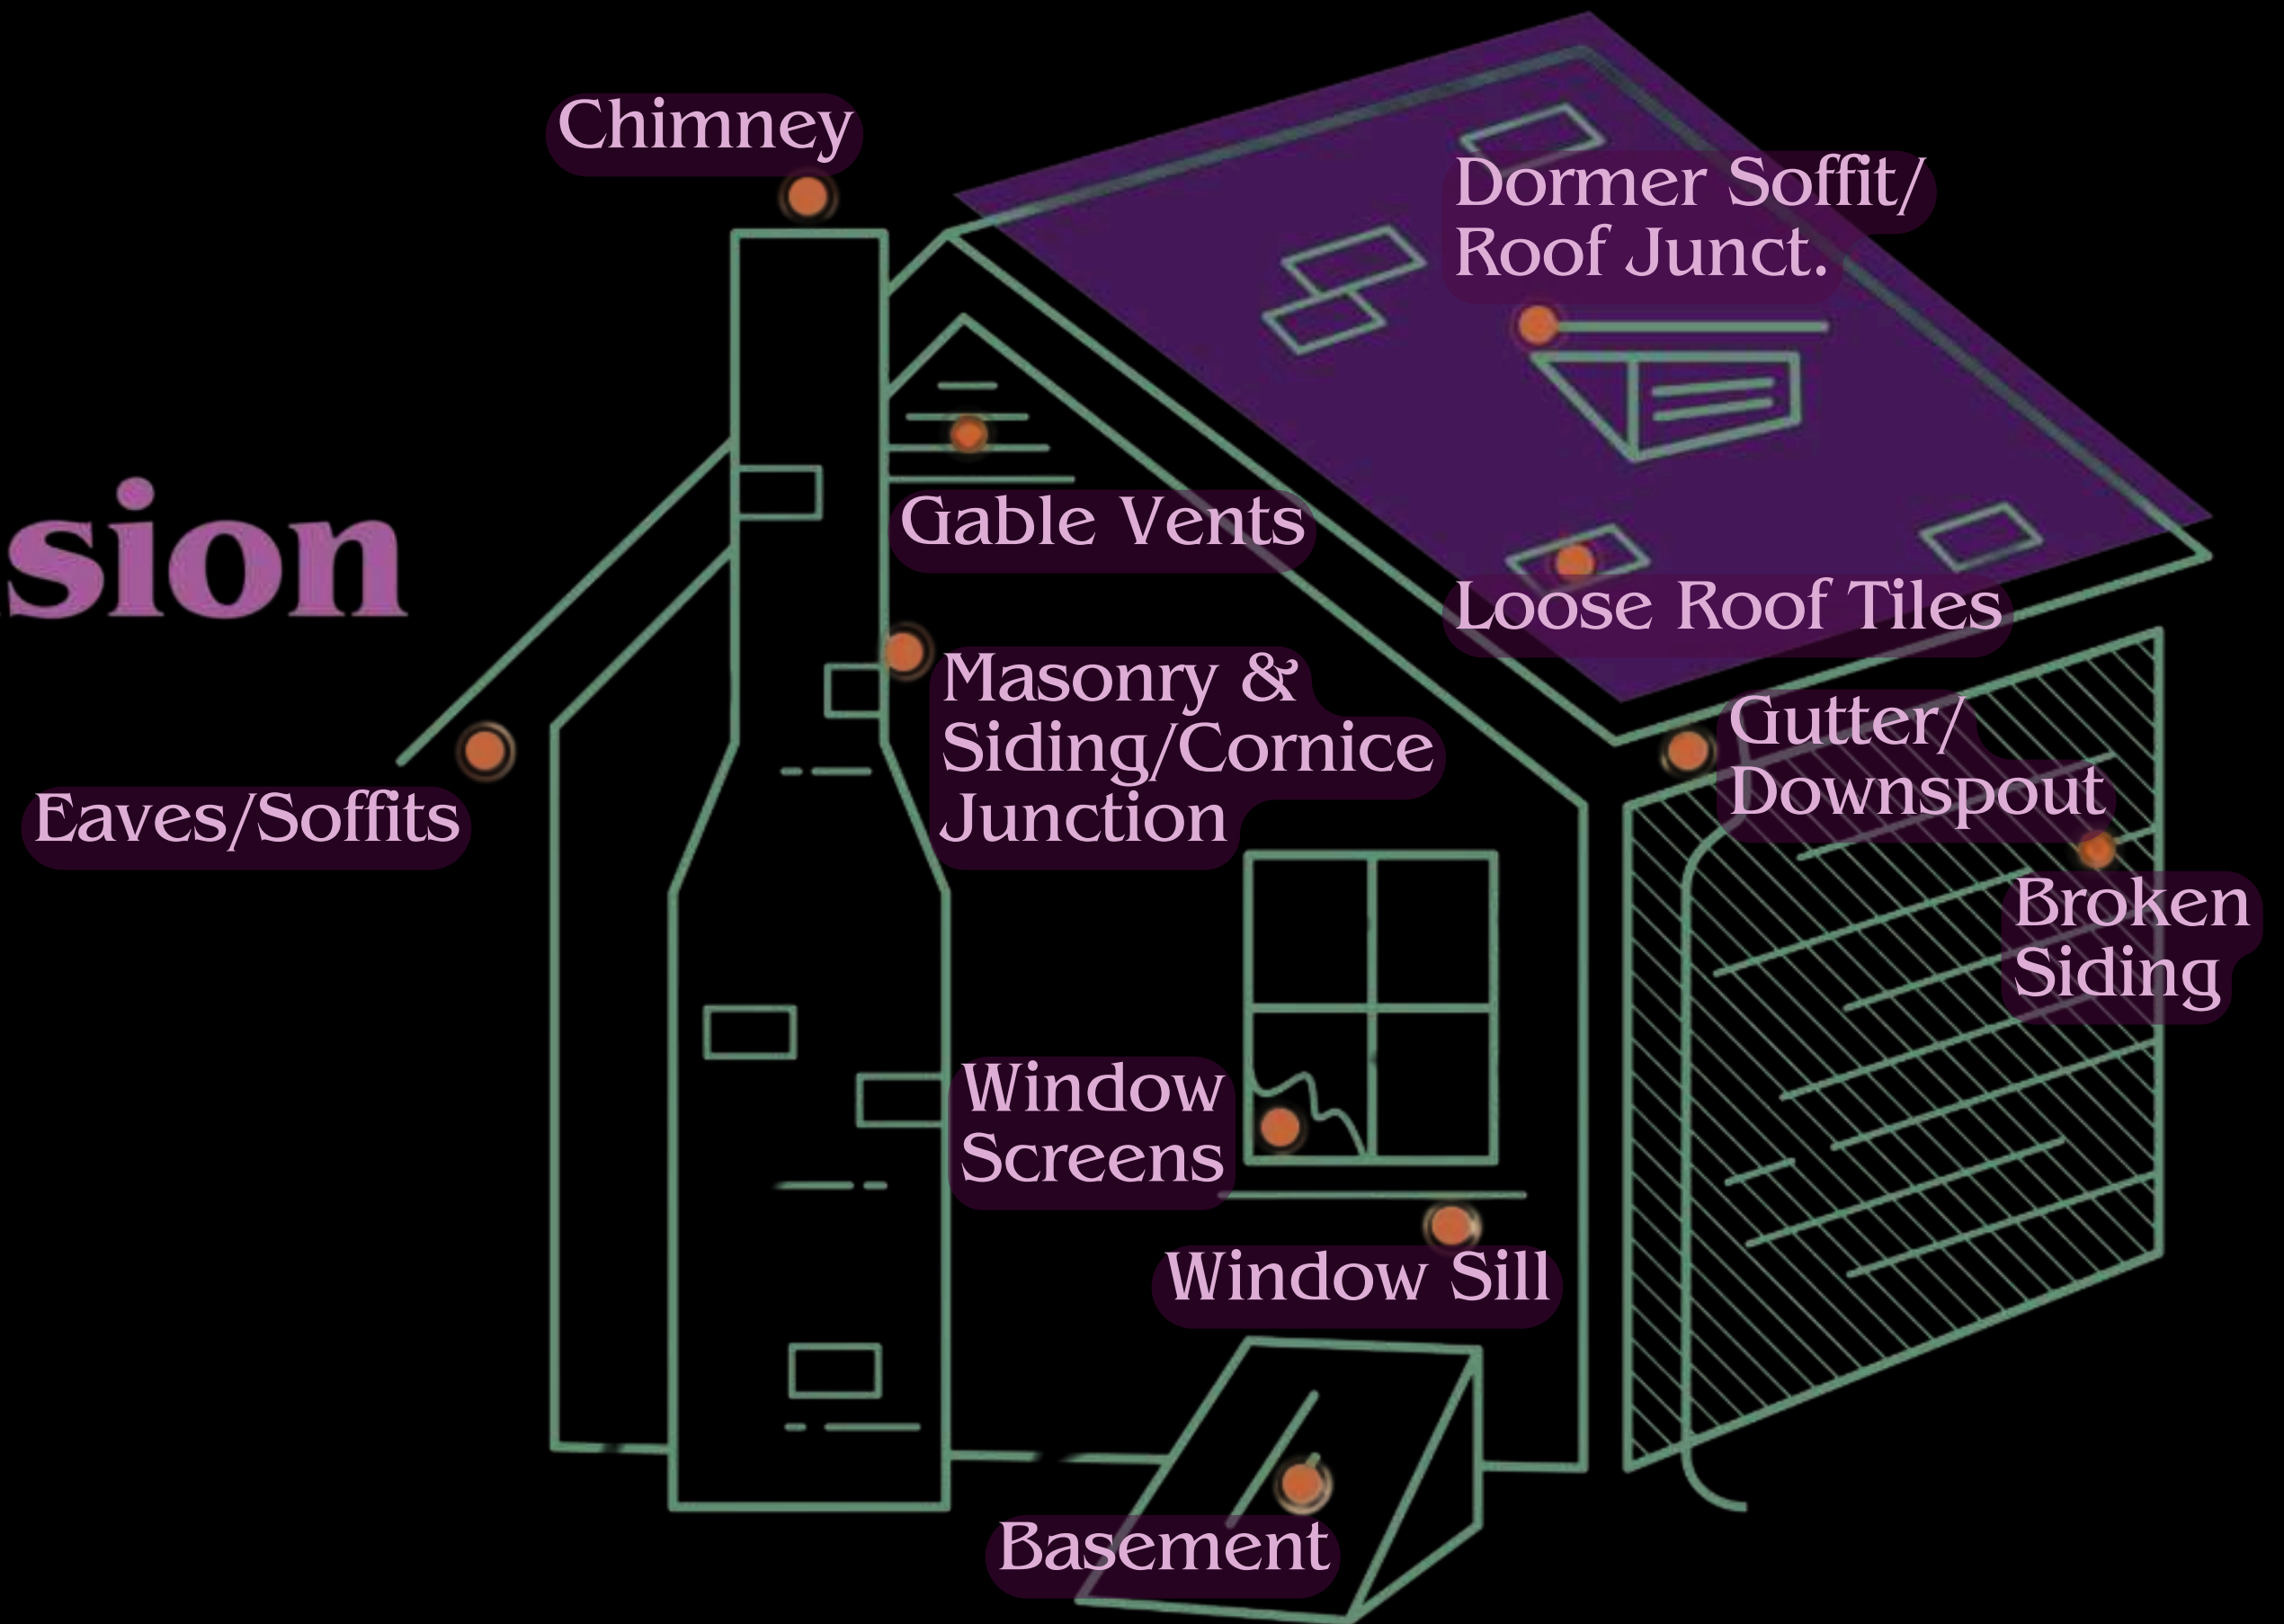 Chimney
Dormer Soffit/
Roof Junct.
Gable Vents
sion
Loose Roof Tiles
Masonry &
Siding/Cornice
Junction
Gutter/
Downspout
Eaves/Soffits
Broken
Siding
Window
Screens
Window Sill
Basement